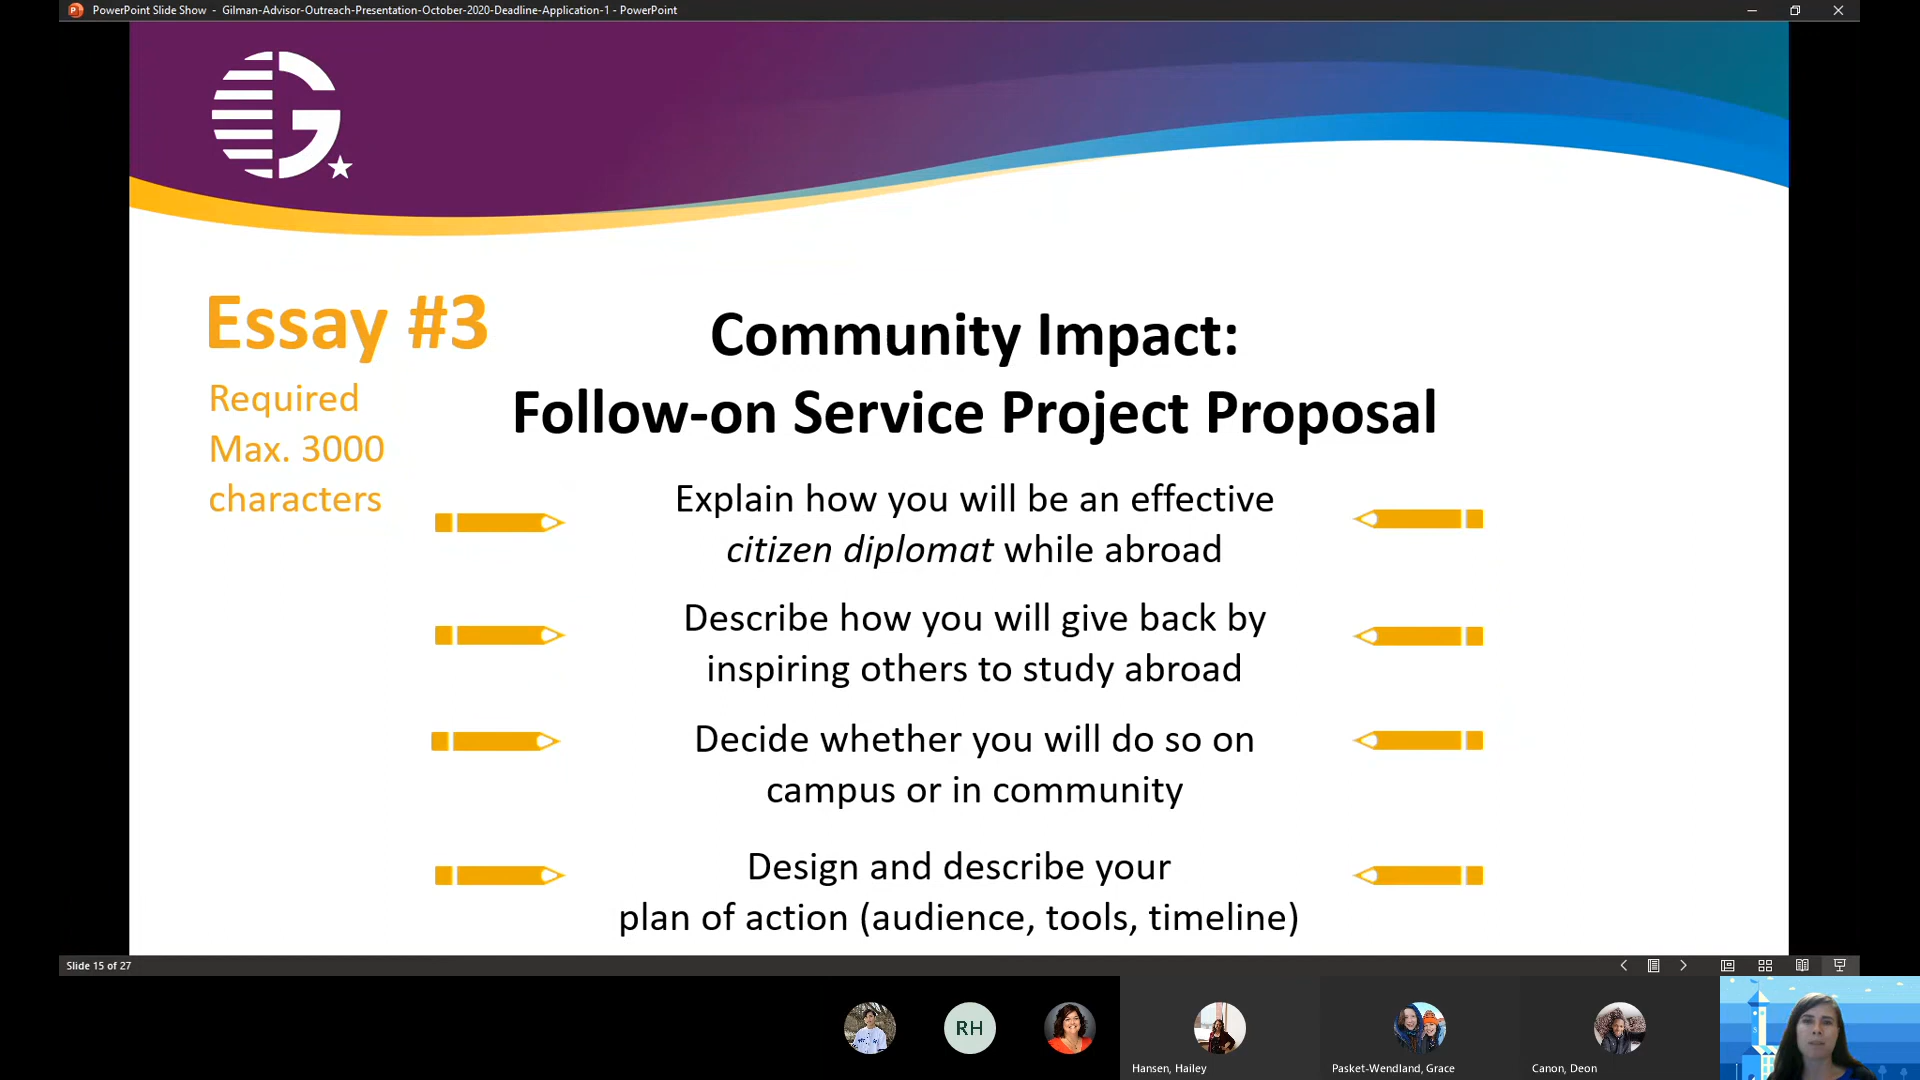 PowerPoint Slide Show - Gilman-Advisor-Outreach-Presentation-October-2020-Deadline-Application-1 - PowerPoint
G
Essay #3
Required
Max. 3000
characters
Community Impact:
Follow-on Service Project Proposal
Explain how you will be an effective
citizen diplomat while abroad
Describe how you will give back by
inspiring others to study abroad
Decide whether you will do so on
campus or in community
Design and describe your
plan of action (audience, tools, timeline)
Slide 15 of 27
RH
Hansen, Hailey
Pasket-Wendland, Grace
Canon, Deon